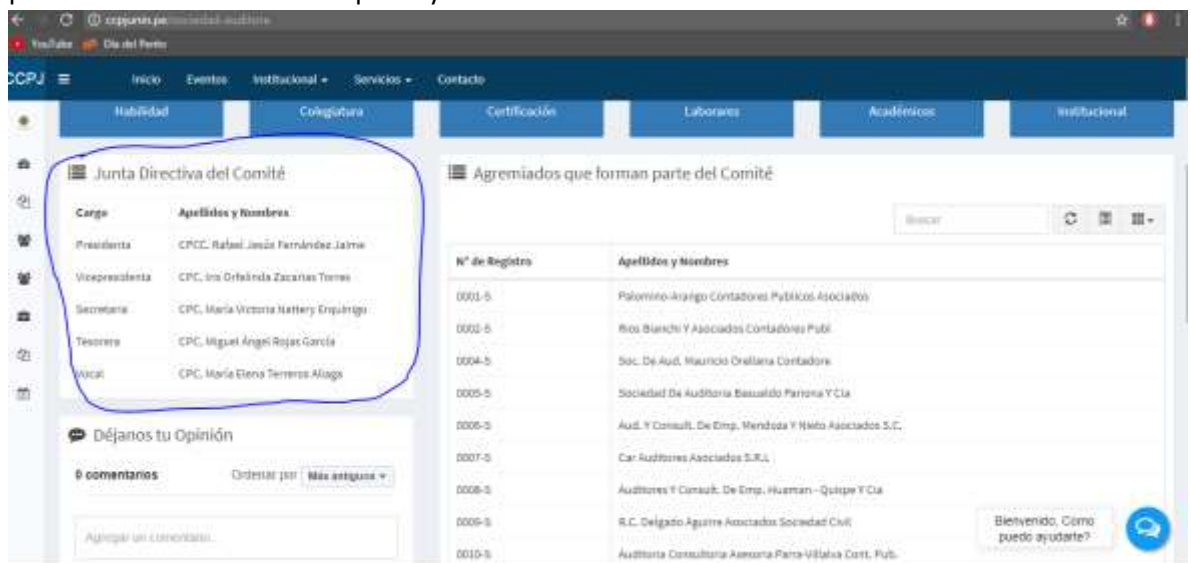 ccpjunin.pe/sociedad-auditoria
YouTube Dia del Perito
CCPJ Inicio Eventos Institucional Servicios Contacto
Habilidad Colegiatura Certificación Laborares Académicos Institucional
Junta Directiva del Comité
Cargo Apellidos y Nombres
Presidenta CPCC. Rafael Jesús Fernández Jaime
Vicepresidenta CPC. Iris Orfelinda Zacarias Torres
Secretaria CPC. María Victoria Nattery Erquinigo
Tesorera CPC. Miguel Ángel Rojas García
Vocal CPC. María Elena Terreros Aliaga
Déjanos tu Opinión
0 comentarios Ordenar por Más antiguos
Agregar un comentario...
Agremiados que forman parte del Comité
Buscar
N° de Registro Apellidos y Nombres
0001-S Palomino-Arango Contadores Publicos Asociados
0002-S Rios Bianchi Y Asociados Contadores Publ
0004-S Soc. De Aud. Mauricio Orellana Contadore
0005-S Sociedad De Auditoria Basualdo Parrona Y Cia
0006-S Aud. Y Consult. De Emp. Mendoza Y Nieto Asociados S.C.
0007-S Car Auditores Asociados S.R.L
0008-S Auditores Y Consult. De Emp. Huaman - Quispe Y Cia
0009-S R.C. Delgado Aguirre Asociados Sociedad Civil
0010-S Auditoria Consultoria Asesoria Parra-Villalva Cont. Pub.
Bienvenido, Como
puedo ayudarte?